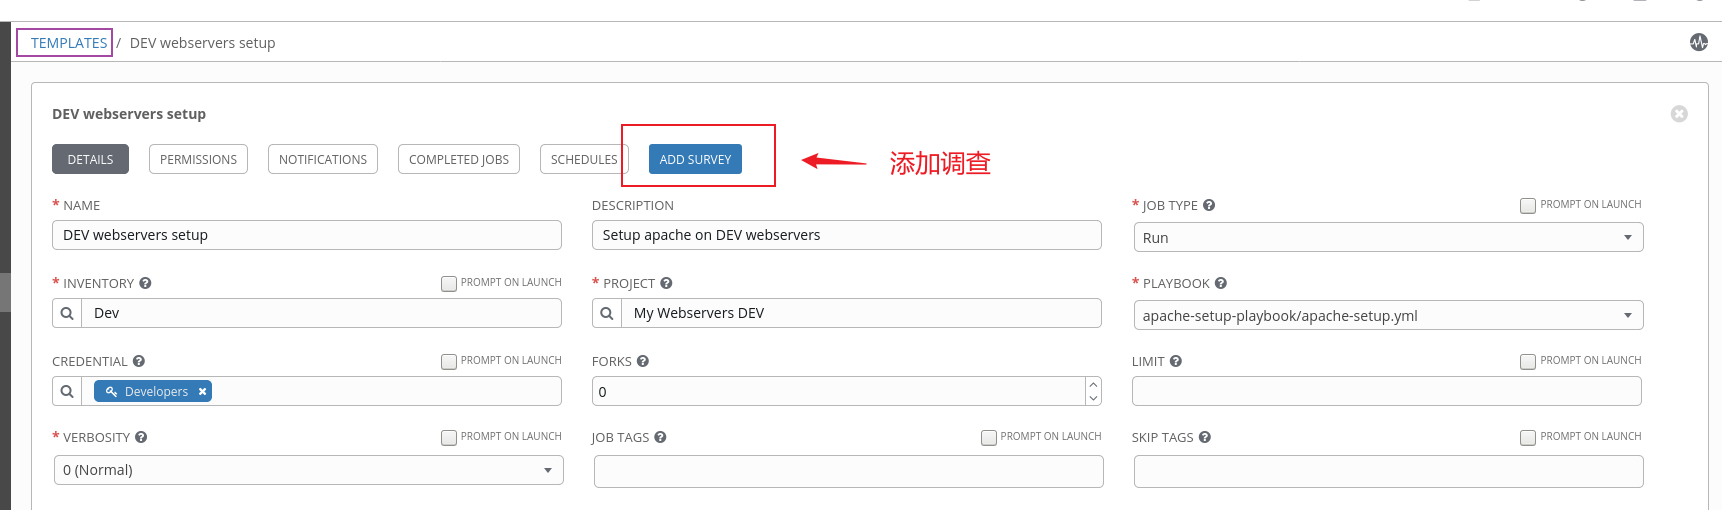 TEMPLATES / DEV webservers setup
DEV webservers setup
DETAILS PERMISSIONS NOTIFICATIONS COMPLETED JOBS SCHEDULES ADD SURVEY 添加调查
* NAME DESCRIPTION * JOB TYPE PROMPT ON LAUNCH
DEV webservers setup Setup apache on DEV webservers Run
* INVENTORY PROMPT ON LAUNCH * PROJECT * PLAYBOOK
Dev My Webservers DEV apache-setup-playbook/apache-setup.yml
CREDENTIAL PROMPT ON LAUNCH FORKS LIMIT PROMPT ON LAUNCH
Developers 0
* VERBOSITY PROMPT ON LAUNCH JOB TAGS PROMPT ON LAUNCH SKIP TAGS PROMPT ON LAUNCH
0 (Normal)